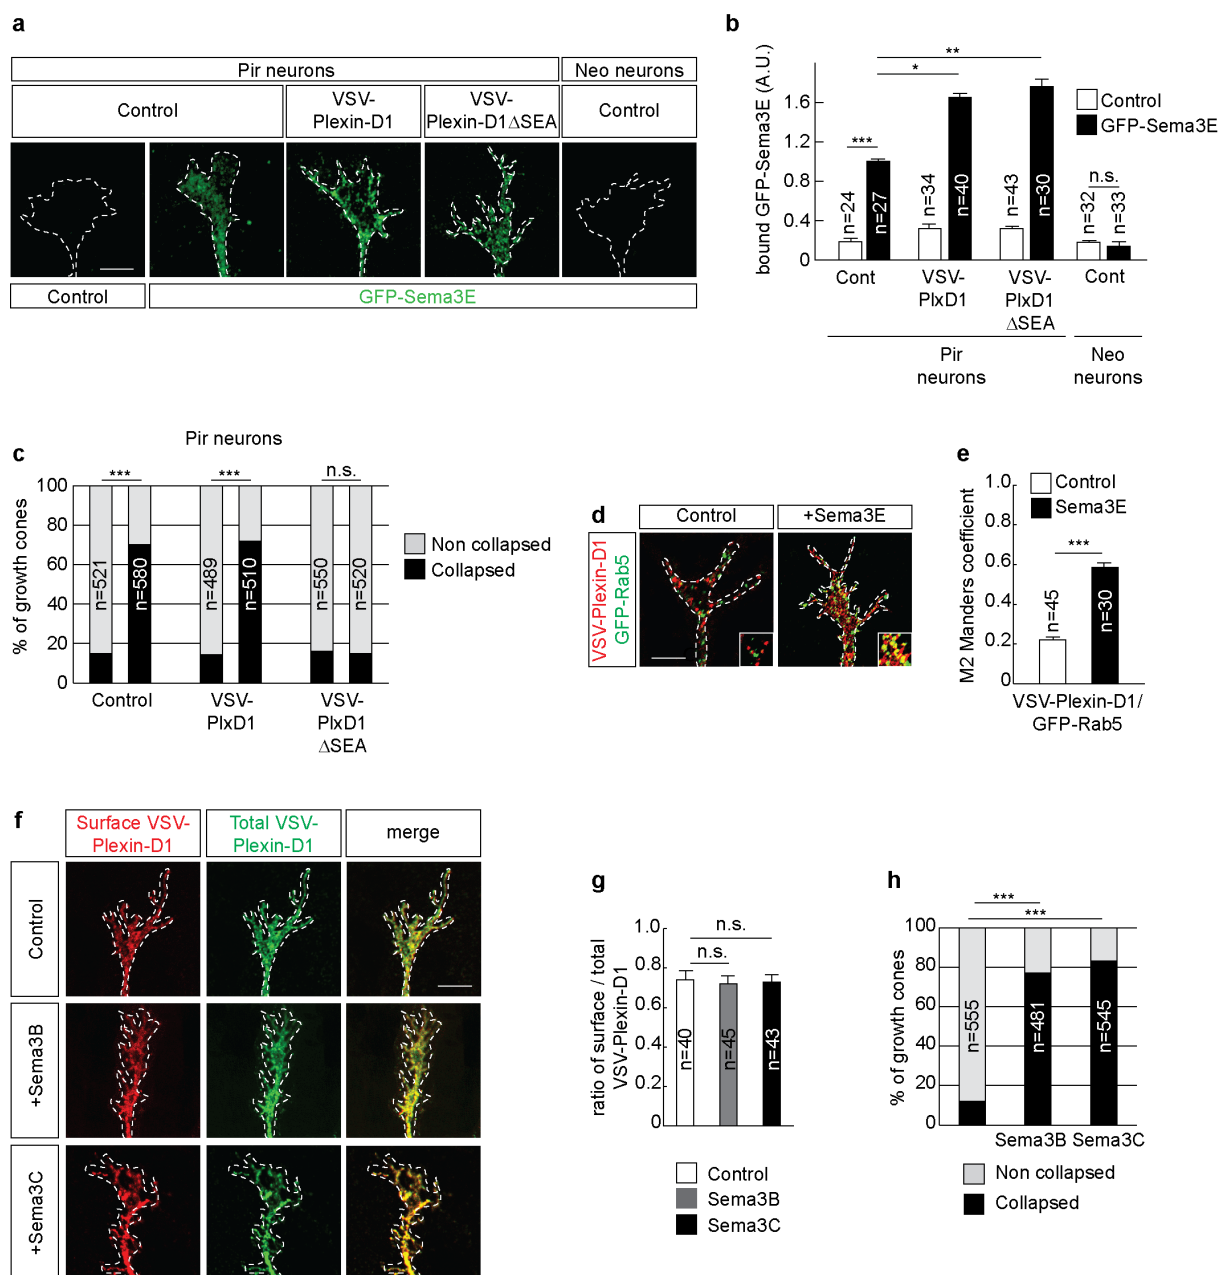 a
Pir neurons
Neo neurons
Control
VSV-
Plexin-D1
VSV-
Plexin-D1ΔSEA
Control
Control
GFP-Sema3E
b
bound GFP-Sema3E (A.U.)
1.6
1.2
0.8
0.4
0
**
*
***
n.s.
n=24
n=27
n=34
n=40
n=43
n=30
n=32
n=33
Control
GFP-Sema3E
Cont
VSV-
PlxD1
VSV-
PlxD1
ΔSEA
Cont
Pir
neurons
Neo
neurons
c
Pir neurons
% of growth cones
100
80
60
40
20
0
***
***
n.s.
n=521
n=580
n=489
n=510
n=550
n=520
Non collapsed
Collapsed
Control
VSV-
PlxD1
VSV-
PlxD1
ΔSEA
d
Control
+Sema3E
VSV-Plexin-D1
GFP-Rab5
e
M2 Manders coefficient
1.0
0.8
0.6
0.4
0.2
0
Control
Sema3E
***
n=45
n=30
VSV-Plexin-D1/
GFP-Rab5
f
Surface VSV-
Plexin-D1
Total VSV-
Plexin-D1
merge
Control
+Sema3B
+Sema3C
g
ratio of surface / total
VSV-Plexin-D1
1.0
0.8
0.6
0.4
0.2
0
n.s.
n.s.
n=40
n=45
n=43
Control
Sema3B
Sema3C
h
% of growth cones
100
80
60
40
20
0
***
***
n=555
n=481
n=545
Sema3B
Sema3C
Non collapsed
Collapsed